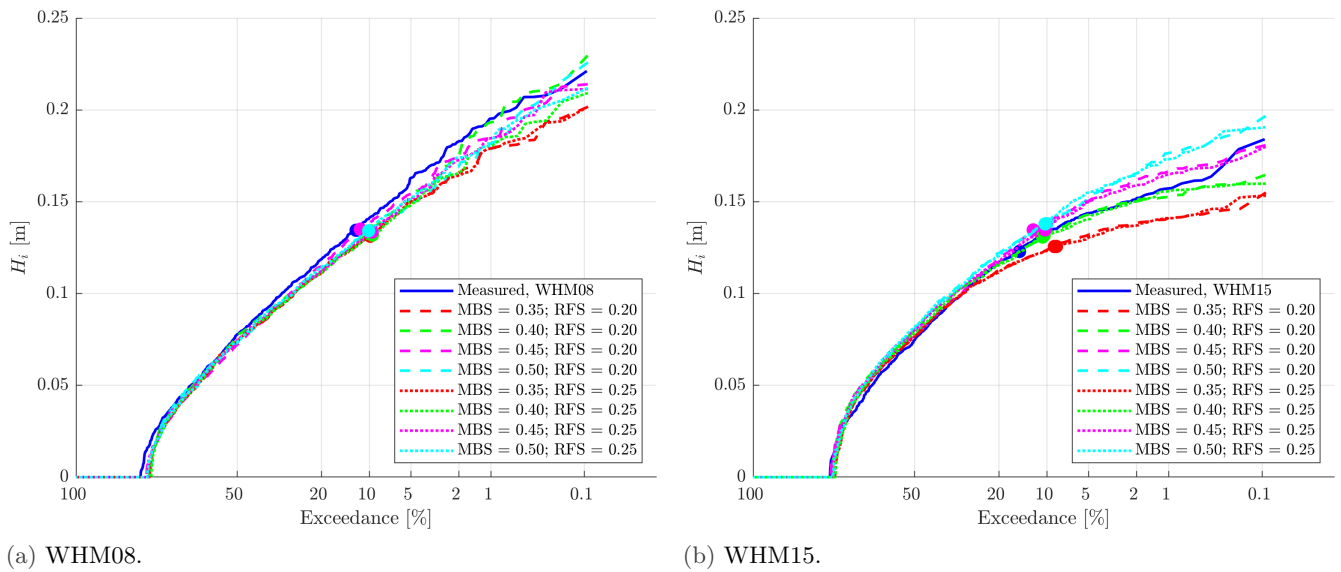 0.25
0.2
0.15
0.1
0.05
0
H_i [m]
100
50
20
10
5
2
1
0.1
Exceedance [%]
Measured, WHM08
MBS = 0.35; RFS = 0.20
MBS = 0.40; RFS = 0.20
MBS = 0.45; RFS = 0.20
MBS = 0.50; RFS = 0.20
MBS = 0.35; RFS = 0.25
MBS = 0.40; RFS = 0.25
MBS = 0.45; RFS = 0.25
MBS = 0.50; RFS = 0.25
(a) WHM08.
0.25
0.2
0.15
0.1
0.05
0
H_i [m]
100
50
20
10
5
2
1
0.1
Exceedance [%]
Measured, WHM15
MBS = 0.35; RFS = 0.20
MBS = 0.40; RFS = 0.20
MBS = 0.45; RFS = 0.20
MBS = 0.50; RFS = 0.20
MBS = 0.35; RFS = 0.25
MBS = 0.40; RFS = 0.25
MBS = 0.45; RFS = 0.25
MBS = 0.50; RFS = 0.25
(b) WHM15.